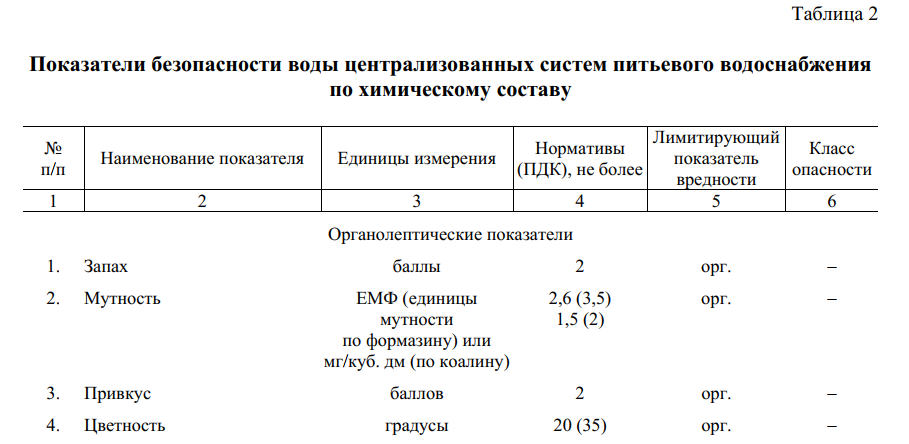 Таблица 2
Показатели безопасности воды централизованных систем питьевого водоснабжения
по химическому составу
№
п/п
Наименование показателя
Единицы измерения
Нормативы
(ПДК), не более
Лимитирующий
показатель
вредности
Класс
опасности
1 2 3 4 5 6
Органолептические показатели
1. Запах баллы 2 орг. –
2. Мутность ЕМФ (единицы 2,6 (3,5) орг. –
мутности 1,5 (2)
по формазину) или
мг/куб. дм (по коалину)
3. Привкус баллов 2 орг. –
4. Цветность градусы 20 (35) орг. –